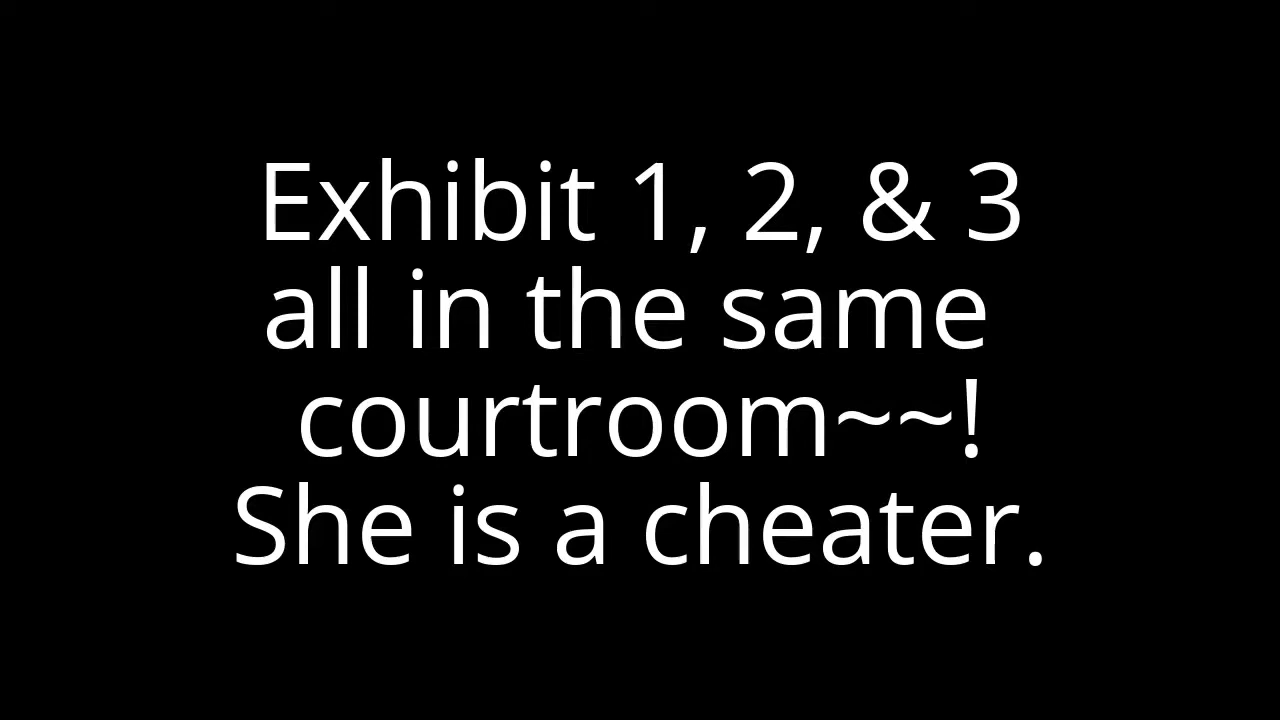 Exhibit 1, 2, & 3
all in the same
courtroom~~!
She is a cheater.